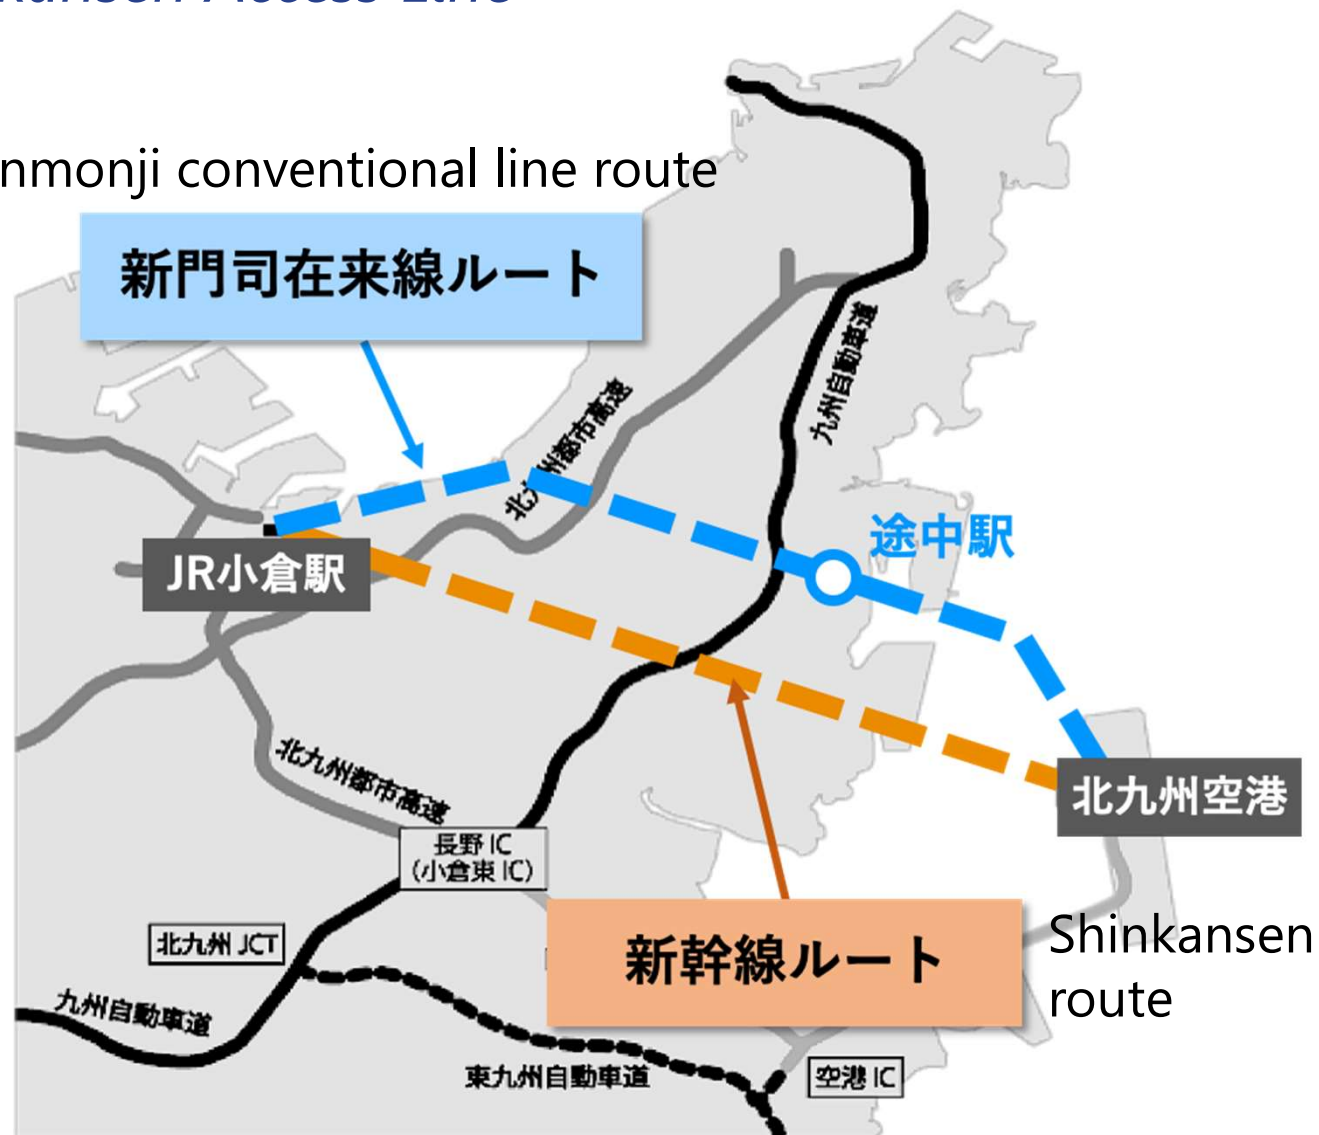 kansen Access Line
nmonji conventional line route
新門司在来線ルート
九州自動車道
北九州都市高速
途中駅
JR小倉駅
北九州都市高速
北九州空港
長野 IC
(小倉東 IC)
北九州 JCT
新幹線ルート
Shinkansen
route
九州自動車道
東九州自動車道
空港 IC